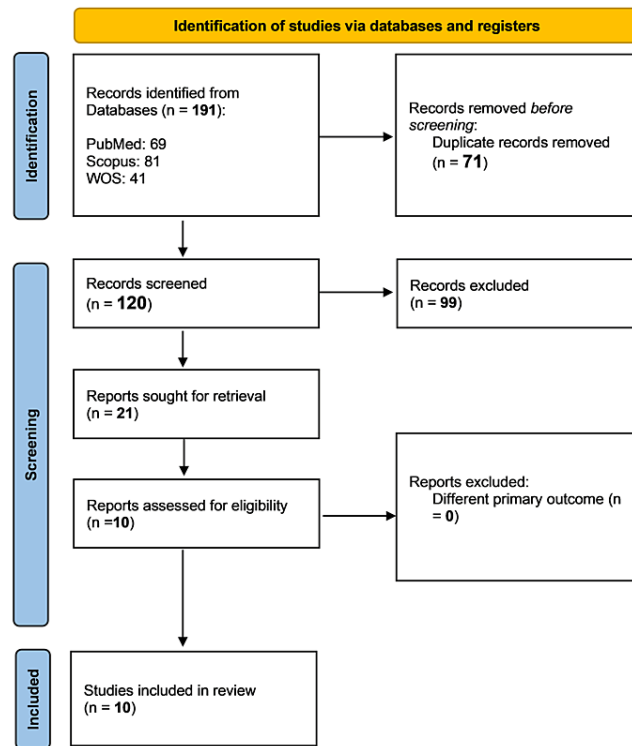 Identification of studies via databases and registers
Identification
Records identified from
Databases (n = 191):
PubMed: 69
Scopus: 81
WOS: 41
Records removed before
screening:
Duplicate records removed
(n = 71)
Screening
Records screened
(n = 120)
Records excluded
(n = 99)
Reports sought for retrieval
(n = 21)
Reports assessed for eligibility
(n =10)
Reports excluded:
Different primary outcome (n
= 0)
Included
Studies included in review
(n = 10)